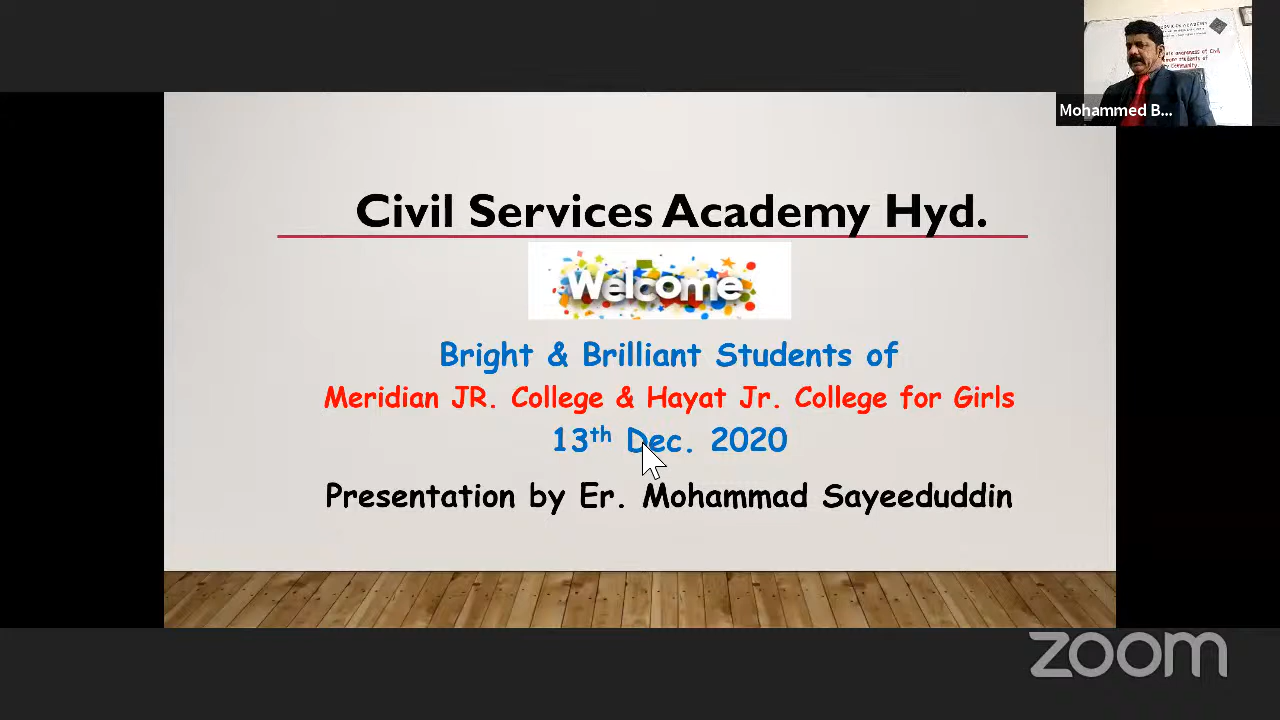 Mohammed B...
Civil Services Academy Hyd.
Welcome
Bright & Brilliant Students of
Meridian JR. College & Hayat Jr. College for Girls
13th Dec. 2020
Presentation by Er. Mohammad Sayeeduddin
zoom